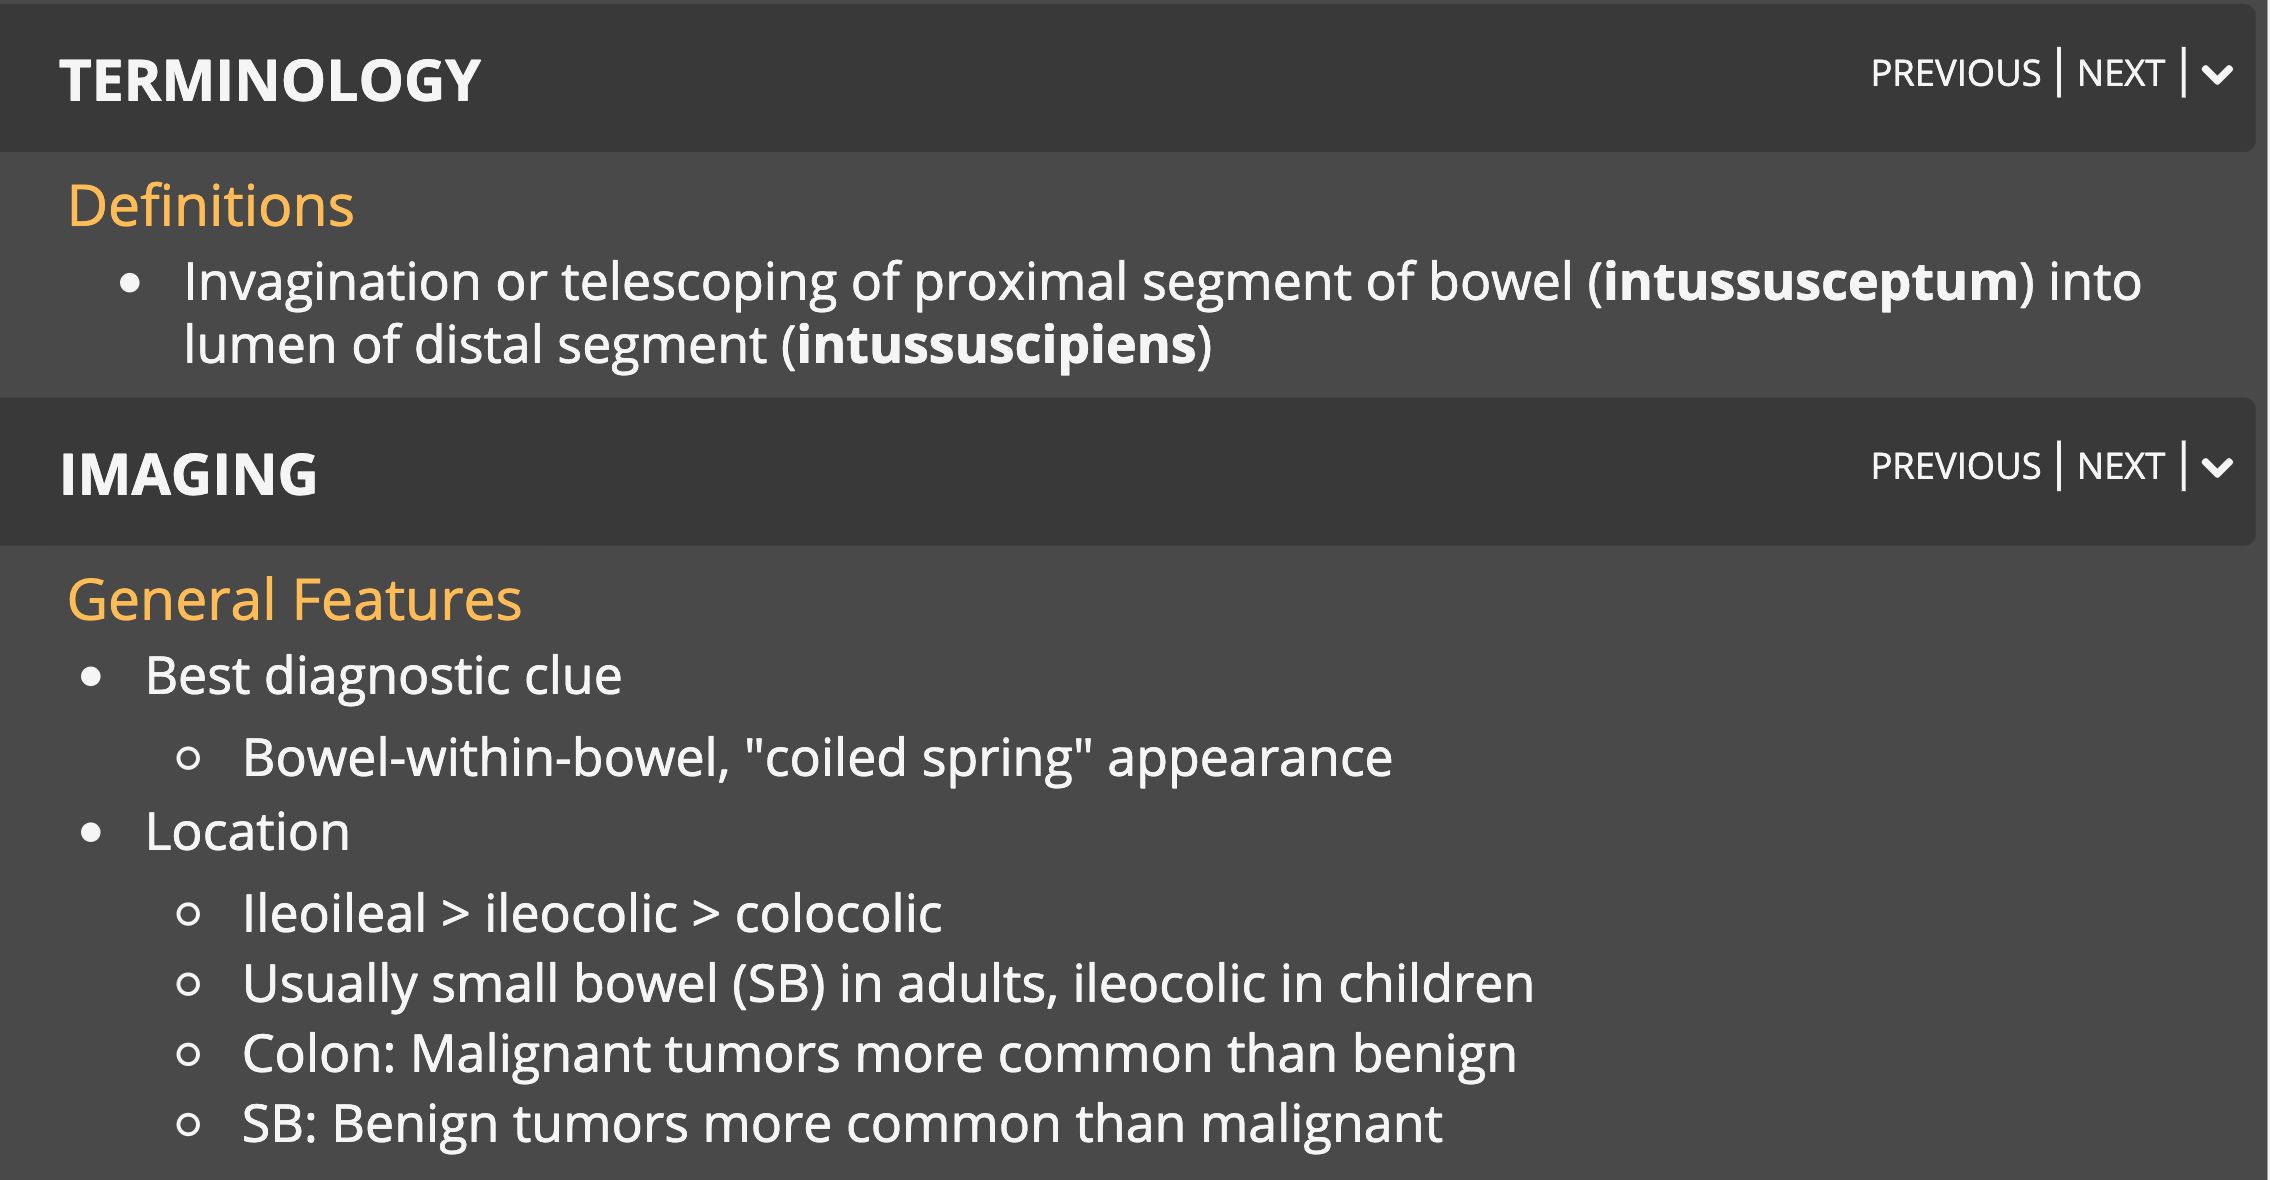 TERMINOLOGY PREVIOUS | NEXT |
Definitions
• Invagination or telescoping of proximal segment of bowel (intussusceptum) into
lumen of distal segment (intussuscipiens)
IMAGING PREVIOUS | NEXT |
General Features
• Best diagnostic clue
○ Bowel-within-bowel, "coiled spring" appearance
• Location
○ Ileoileal > ileocolic > colocolic
○ Usually small bowel (SB) in adults, ileocolic in children
○ Colon: Malignant tumors more common than benign
○ SB: Benign tumors more common than malignant